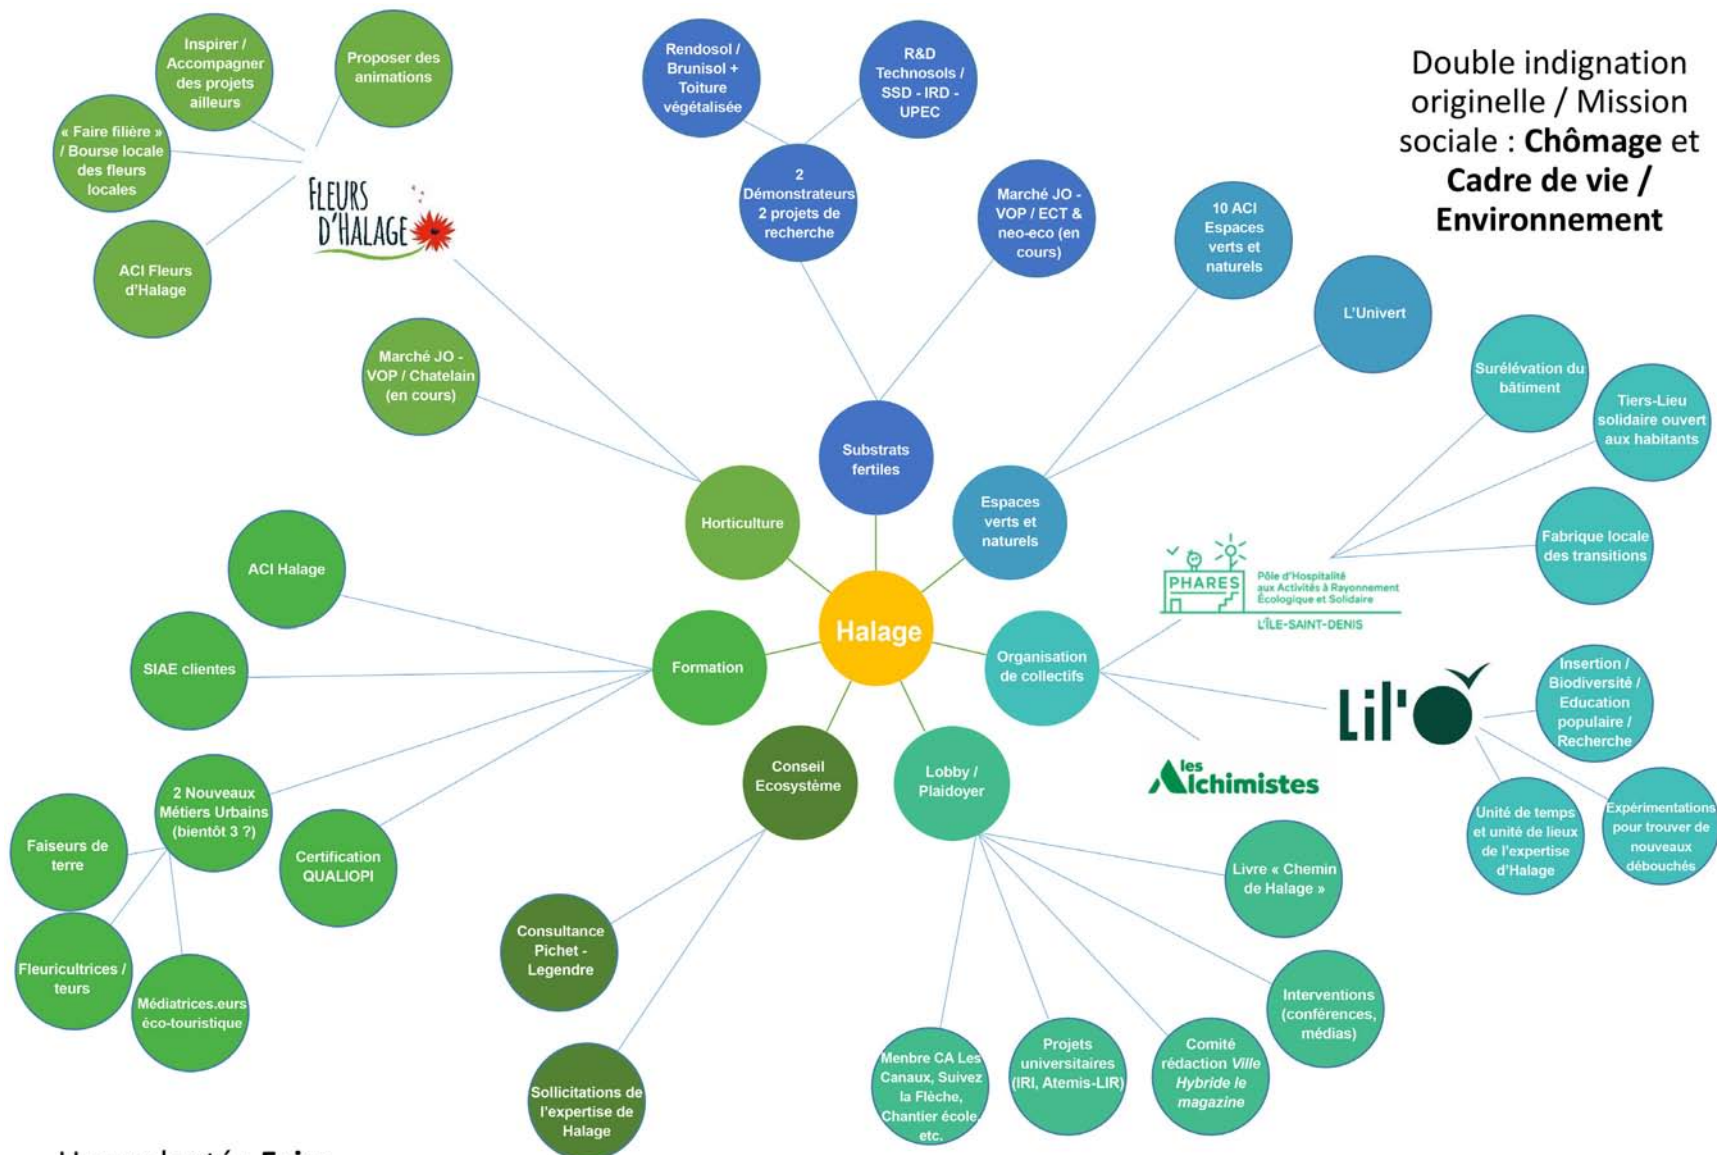 Inspirer /
Accompagner
des projets
ailleurs
Proposer des
animations
« Faire filière »
/ Bourse locale
des fleurs
locales
ACI Fleurs
d'Halage
FLEURS
D'HALAGE
Marché JO -
VOP / Chatelain
(en cours)
Rendosol /
Brunisol +
Toiture
végétalisée
R&D
Technosols /
SSD - IRD -
UPEC
2
Démonstrateurs
2 projets de
recherche
Marché JO -
VOP / ECT &
neo-eco (en
cours)
10 ACI
Espaces
verts et
naturels
L'Univert
Double indignation
originelle / Mission
sociale : Chômage et
Cadre de vie /
Environnement
Surélévation du
bâtiment
Tiers-Lieu
solidaire ouvert
aux habitants
Fabrique locale
des transitions
PHARES
Pôle d'Hospitalité
aux Activités à Rayonnement
Écologique et Solidaire
L'ÎLE-SAINT-DENIS
Substrats
fertiles
Horticulture
Espaces
verts et
naturels
Halage
Formation
Organisation
de collectifs
Conseil
Ecosystème
Lobby /
Plaidoyer
ACI Halage
SIAE clientes
2 Nouveaux
Métiers Urbains
(bientôt 3 ?)
Certification
QUALIOPI
Faiseurs de
terre
Fleuricultrices /
teurs
Médiatrices.eurs
éco-touristique
Lil'Ô
Insertion /
Biodiversité /
Education
populaire /
Recherche
Unité de temps
et unité de lieux
de l'expertise
d'Halage
Expérimentations
pour trouver de
nouveaux
débouchés
les
Alchimistes
Consultance
Pichet -
Legendre
Sollicitations de
l'expertise de
Halage
Livre « Chemin
de Halage »
Interventions
(conférences,
médias)
Menbre CA Les
Canaux, Suivez
la Flèche,
Chantier école,
etc.
Projets
universitaires
(IRI, Atemis-LIR)
Comité
rédaction Ville
Hybride le
magazine